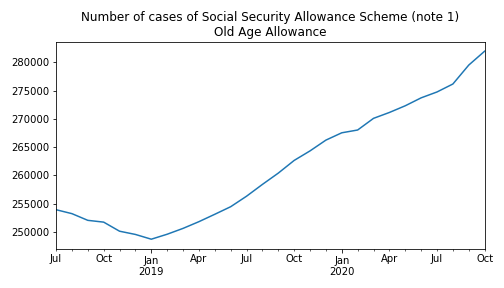 Number of cases of Social Security Allowance Scheme (note 1)
Old Age Allowance
280000
275000
270000
265000
260000
255000
250000
Jul Oct Jan Apr Jul Oct Jan Apr Jul Oct
2019 2020